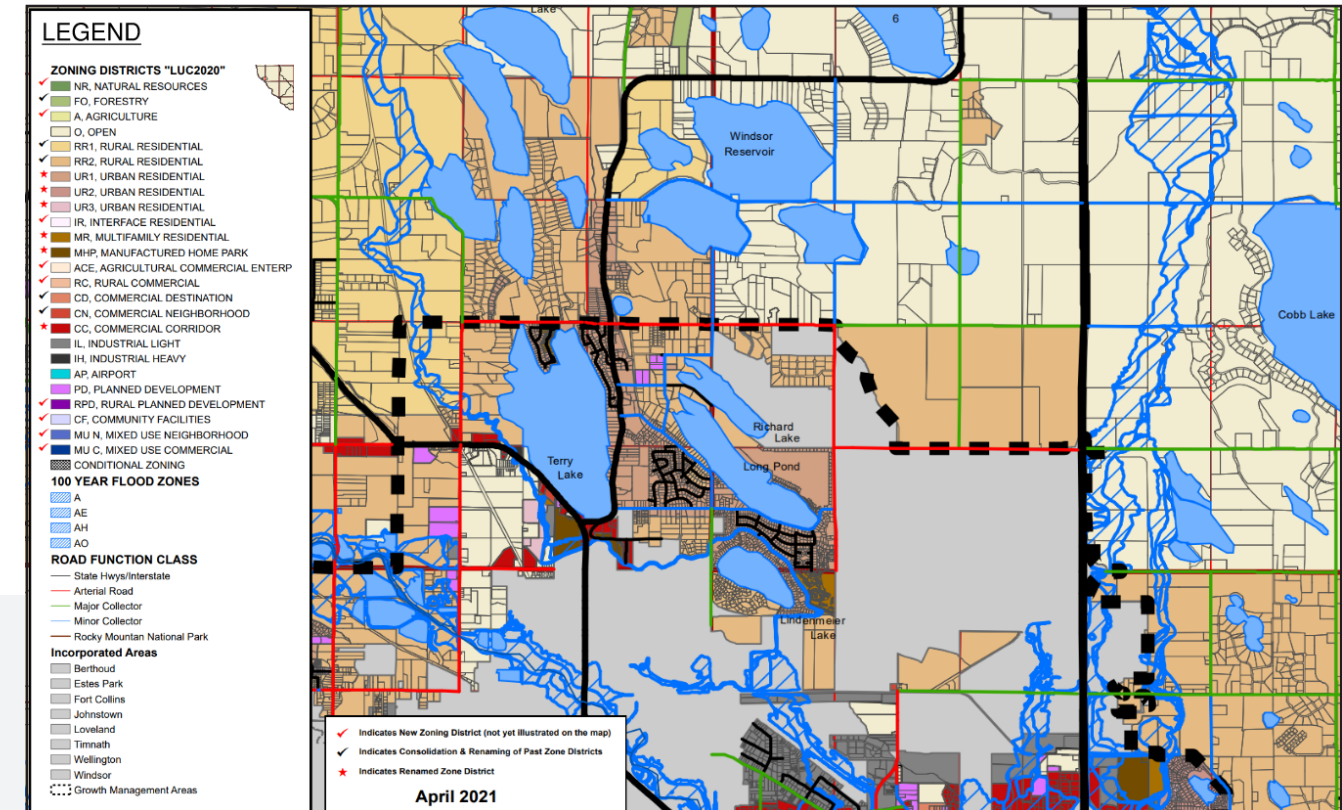 LEGEND
ZONING DISTRICTS "LUC2020"
NR, NATURAL RESOURCES
FO, FORESTRY
A, AGRICULTURE
O, OPEN
RR1, RURAL RESIDENTIAL
RR2, RURAL RESIDENTIAL
UR1, URBAN RESIDENTIAL
UR2, URBAN RESIDENTIAL
UR3, URBAN RESIDENTIAL
IR, INTERFACE RESIDENTIAL
MR, MULTIFAMILY RESIDENTIAL
MHP, MANUFACTURED HOME PARK
ACE, AGRICULTURAL COMMERCIAL ENTERP
RC, RURAL COMMERCIAL
CD, COMMERCIAL DESTINATION
CN, COMMERCIAL NEIGHBORHOOD
CC, COMMERCIAL CORRIDOR
IL, INDUSTRIAL LIGHT
IH, INDUSTRIAL HEAVY
AP, AIRPORT
PD, PLANNED DEVELOPMENT
RPD, RURAL PLANNED DEVELOPMENT
CF, COMMUNITY FACILITIES
MU N, MIXED USE NEIGHBORHOOD
MU C, MIXED USE COMMERCIAL
CONDITIONAL ZONING
100 YEAR FLOOD ZONES
A
AE
AH
AO
ROAD FUNCTION CLASS
State Hwys/Interstate
Arterial Road
Major Collector
Minor Collector
Rocky Mountan National Park
Incorporated Areas
Berthoud
Estes Park
Fort Collins
Johnstown
Loveland
Timnath
Wellington
Windsor
Growth Management Areas
Lake
6
Windsor
Reservoir
Cobb Lake
Richard
Lake
Terry
Lake
Long Pond
Lindenmeier
Lake
Indicates New Zoning District (not yet illustrated on the map)
Indicates Consolidation & Renaming of Past Zone Districts
Indicates Renamed Zone District
April 2021